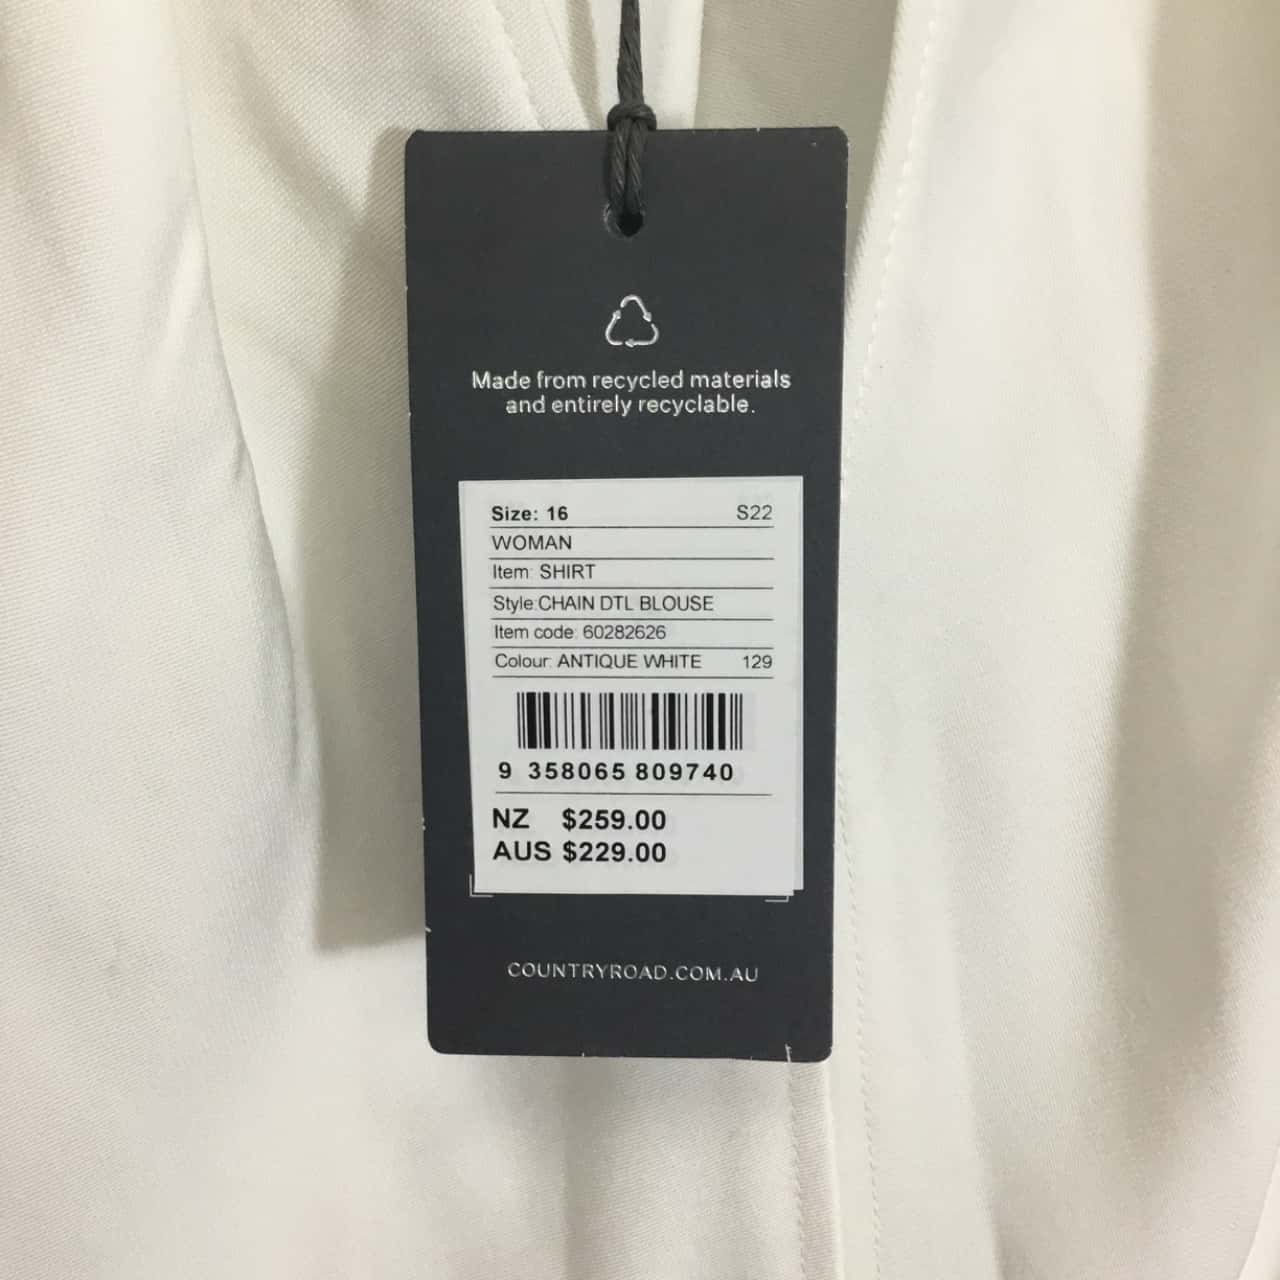 Made from recycled materials
and entirely recyclable.
Size: 16 S22
WOMAN
Item: SHIRT
Style:CHAIN DTL BLOUSE
Item code: 60282626
Colour: ANTIQUE WHITE 129
9 358065 809740
NZ $259.00
AUS $229.00
COUNTRYROAD.COM.AU